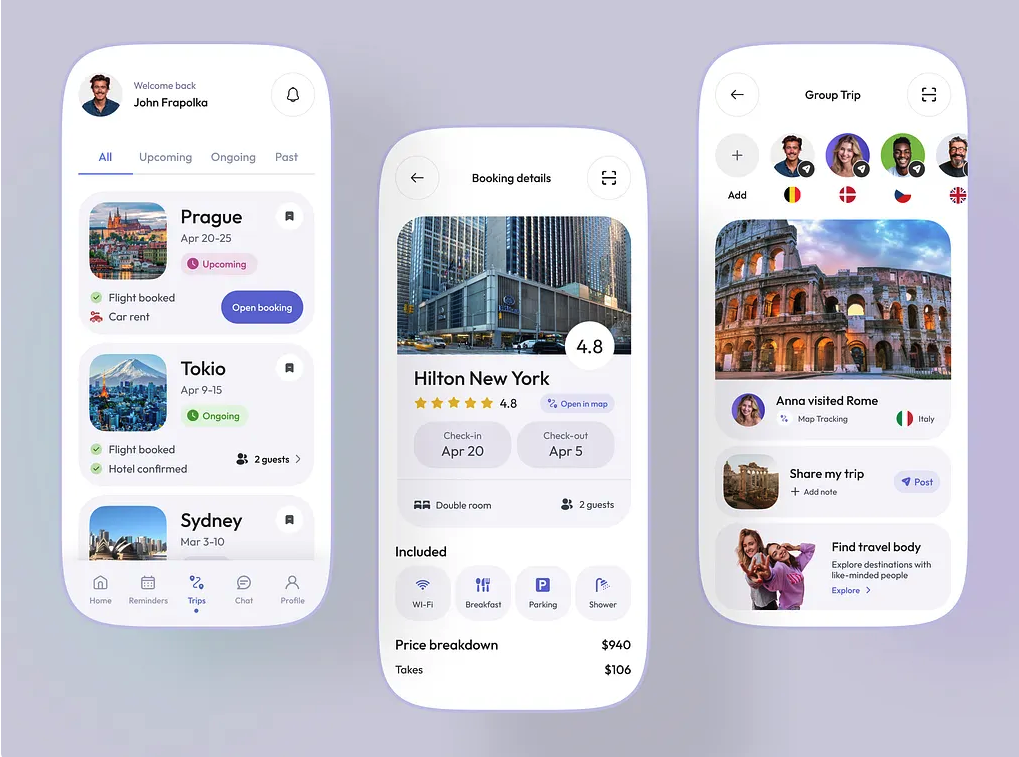 Welcome back
John Frapolka
All
Upcoming
Ongoing
Past
Prague
Apr 20-25
Upcoming
Flight booked
Car rent
Open booking
Tokio
Apr 9-15
Ongoing
Flight booked
Hotel confirmed
2 guests
Sydney
Mar 3-10
Home
Reminders
Trips
Chat
Profile
Booking details
4.8
Hilton New York
4.8
Open in map
Check-in
Apr 20
Check-out
Apr 5
Double room
2 guests
Included
WI-Fi
Breakfast
P
Parking
Shower
Price breakdown
$940
Takes
$106
Group Trip
Add
Anna visited Rome
Map Tracking
Italy
Share my trip
Add note
Post
Find travel body
Explore destinations with
like-minded people
Explore